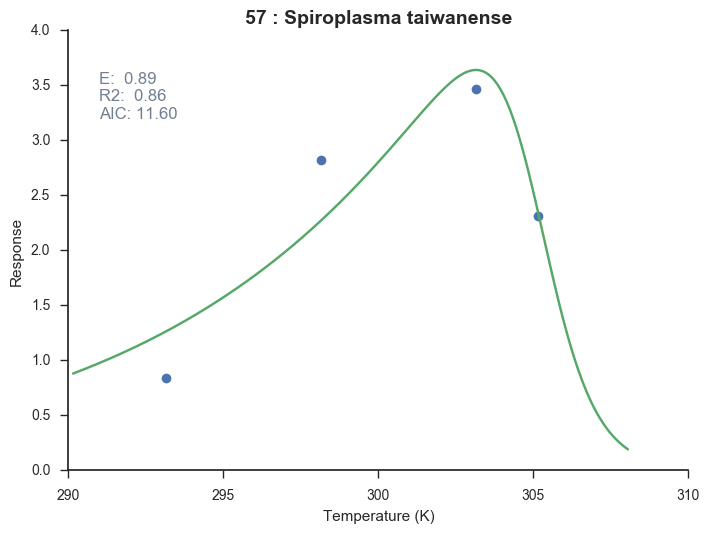 57 : Spiroplasma taiwanense
E:  0.89
R2:  0.86
AIC: 11.60
4.0
3.5
3.0
2.5
2.0
1.5
1.0
0.5
0.0
Response
290
295
300
305
310
Temperature (K)